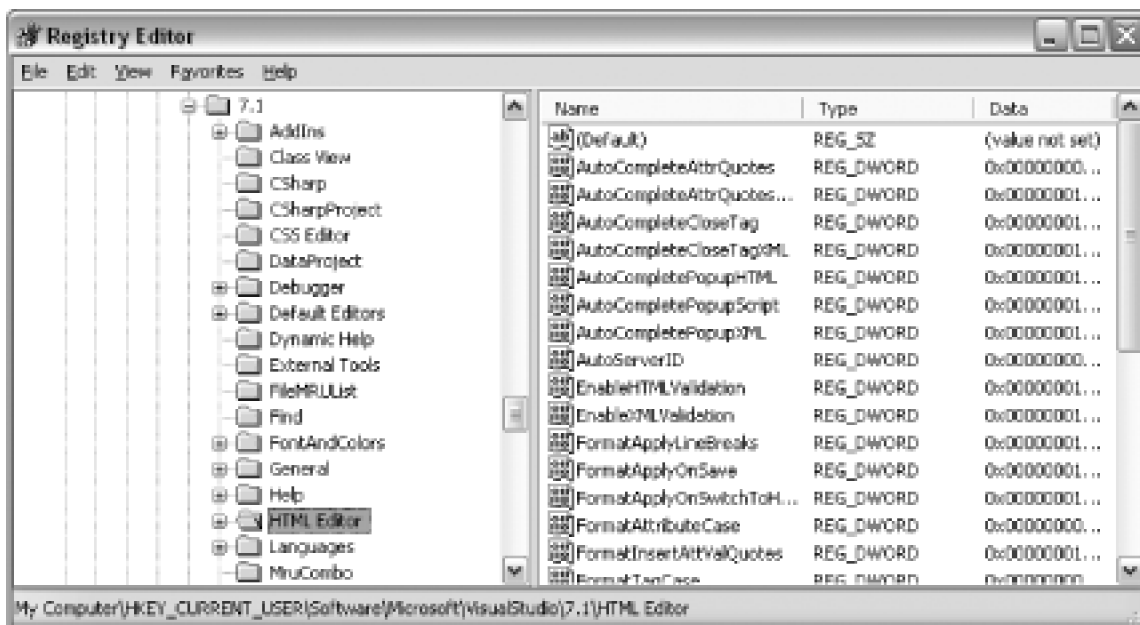 Registry Editor
File Edit View Favorites Help
7.1
AddIns
Class View
CSharp
CSharpProject
CSS Editor
DataProject
Debugger
Default Editors
Dynamic Help
External Tools
FileMRUList
Find
FontAndColors
General
Help
HTML Editor
Languages
MruCombo
Name Type Data
(Default) REG_SZ (value not set)
AutoCompleteAttrQuotes REG_DWORD 0x00000000...
AutoCompleteAttrQuotes... REG_DWORD 0x00000001...
AutoCompleteCloseTag REG_DWORD 0x00000001...
AutoCompleteCloseTagXML REG_DWORD 0x00000001...
AutoCompletePopupHTML REG_DWORD 0x00000001...
AutoCompletePopupScript REG_DWORD 0x00000001...
AutoCompletePopupXML REG_DWORD 0x00000001...
AutoServerID REG_DWORD 0x00000000...
EnableHTMLValidation REG_DWORD 0x00000001...
EnableXMLValidation REG_DWORD 0x00000001...
FormatApplyLineBreaks REG_DWORD 0x00000001...
FormatApplyOnSave REG_DWORD 0x00000001...
FormatApplyOnSwitchToH... REG_DWORD 0x00000001...
FormatAttributeCase REG_DWORD 0x00000000...
FormatInsertAttValQuotes REG_DWORD 0x00000001...
FormatTagCase REG_DWORD 0x00000000
My Computer\HKEY_CURRENT_USER\Software\Microsoft\VisualStudio\7.1\HTML Editor